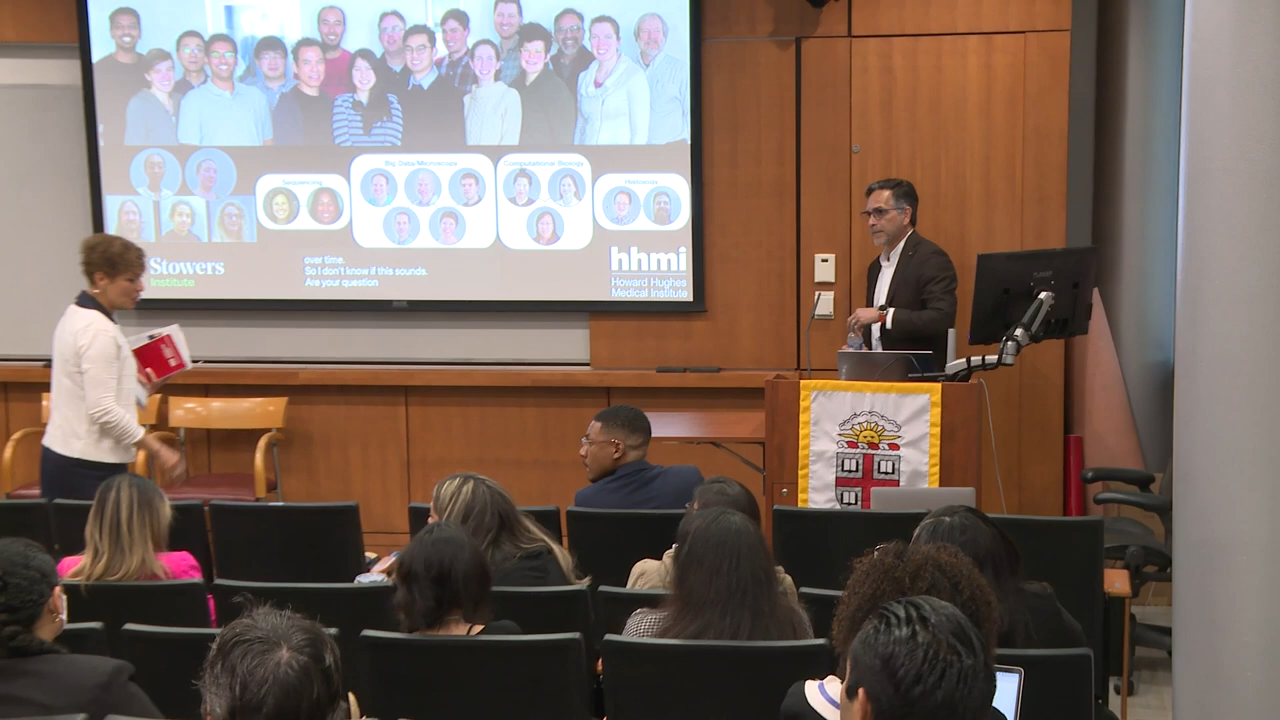 Sequencing
Big Data/Microscopy
Computational Biology
Histology
Stowers
Institute
over time.
So I don't know if this sounds.
Are your question
hhmi
Howard Hughes
Medical Institute